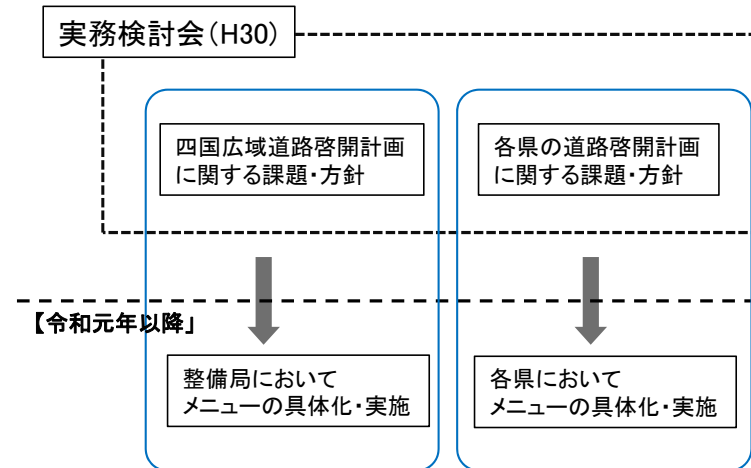 実務検討会(H30)
四国広域道路啓開計画
に関する課題・方針
各県の道路啓開計画
に関する課題・方針
【令和元年以降」
整備局において
メニューの具体化・実施
各県において
メニューの具体化・実施